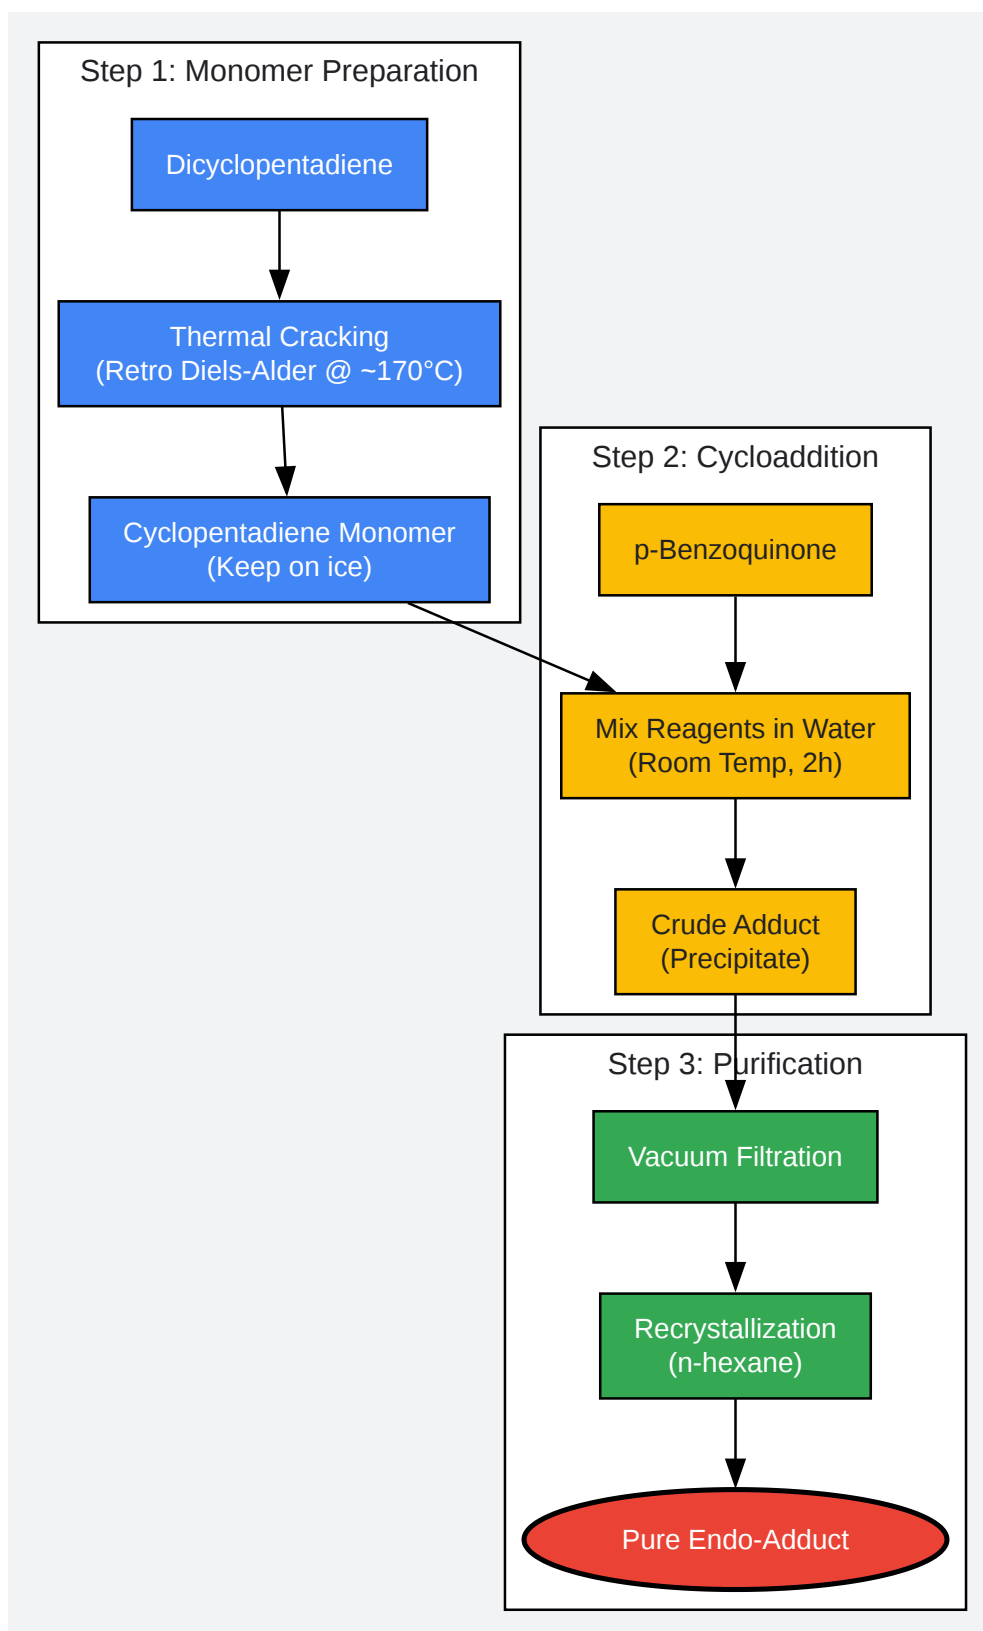 Step 1: Monomer Preparation
Dicyclopentadiene
Thermal Cracking
(Retro Diels-Alder @ ~170°C)
Cyclopentadiene Monomer
(Keep on ice)
Step 2: Cycloaddition
p-Benzoquinone
Mix Reagents in Water
(Room Temp, 2h)
Crude Adduct
(Precipitate)
Step 3: Purification
Vacuum Filtration
Recrystallization
(n-hexane)
Pure Endo-Adduct